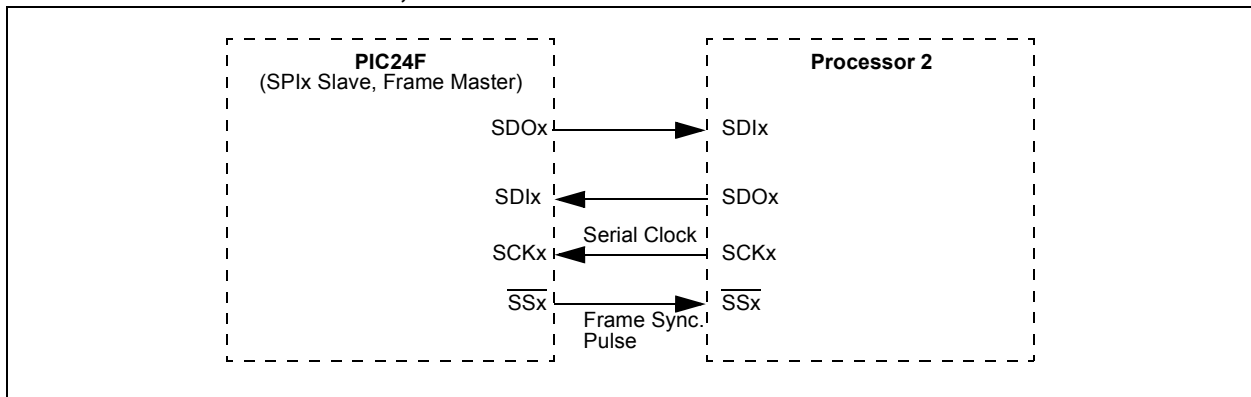 PIC24F
(SPIx Slave, Frame Master)
Processor 2
SDOx
SDIx
SDIx
SDOx
Serial Clock
SCKx
SCKx
SSx
SSx
Frame Sync.
Pulse